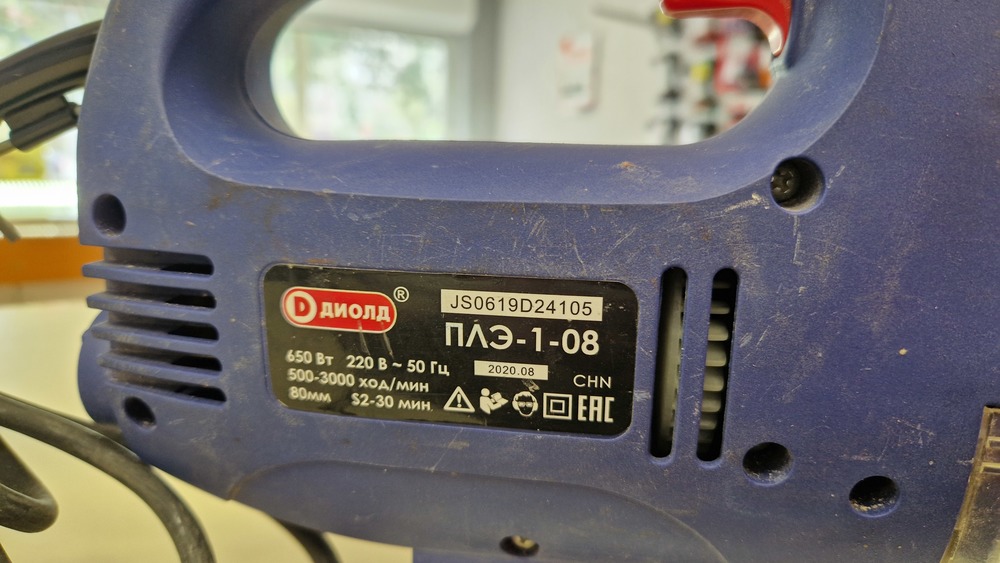 D ДИОЛД ®
JS0619D24105
ПЛЭ-1-08
650 Вт 220 В ~ 50 Гц
2020.08
500-3000 ход/мин
CHN
80мм S2-30 мин
EAC